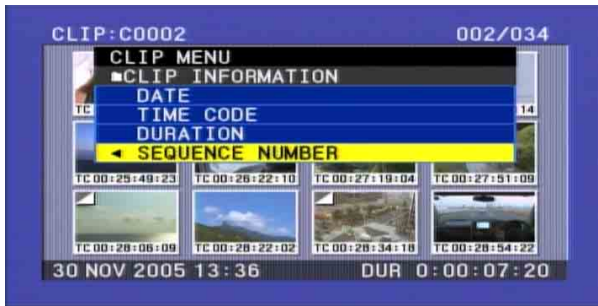 CLIP:C0002 002/034
CLIP MENU
CLIP INFORMATION
DATE
TC 14
TIME CODE
DURATION
◄ SEQUENCE NUMBER
TC 00:25:49:23 TC 00:26:22:10 TC 00:27:19:04 TC 00:27:51:09
TC 00:28:06:09 TC 00:28:22:02 TC 00:28:34:18 TC 00:28:54:22
30 NOV 2005 13:36 DUR 0:00:07:20